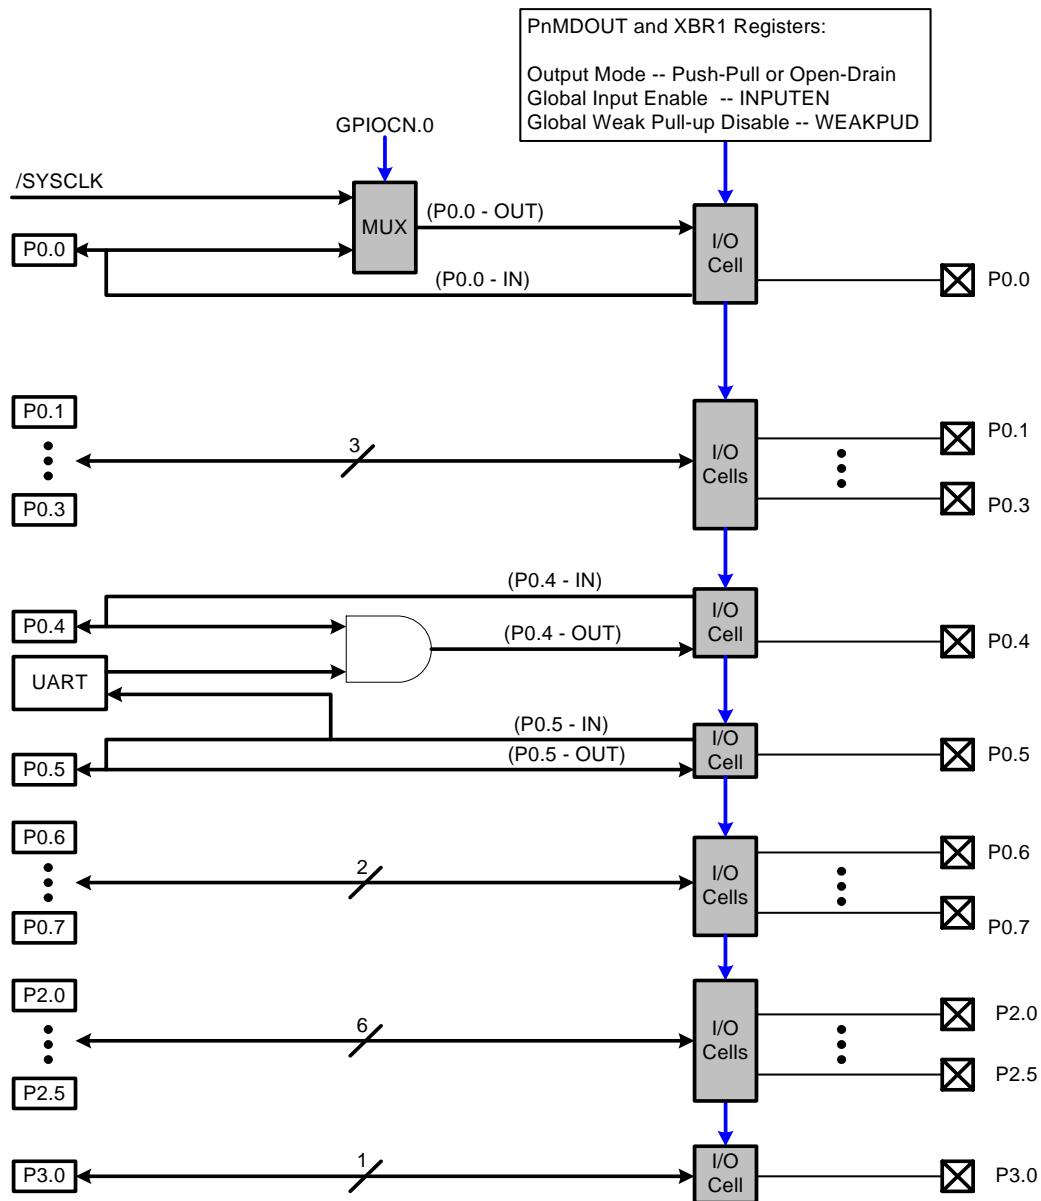 PnMDOUT and XBR1 Registers:
Output Mode -- Push-Pull or Open-Drain
Global Input Enable -- INPUTEN
Global Weak Pull-up Disable -- WEAKPUD
GPIOCN.0
/SYSCLK
MUX
(P0.0 - OUT)
I/O
Cell
P0.0
(P0.0 - IN)
P0.0
P0.1
3
I/O
Cells
P0.1
P0.3
P0.3
(P0.4 - IN)
I/O
Cell
P0.4
(P0.4 - OUT)
P0.4
UART
(P0.5 - IN)
I/O
Cell
P0.5
(P0.5 - OUT)
P0.5
P0.6
2
I/O
Cells
P0.6
P0.7
P0.7
P2.0
6
I/O
Cells
P2.0
P2.5
P2.5
P3.0
1
I/O
Cell
P3.0